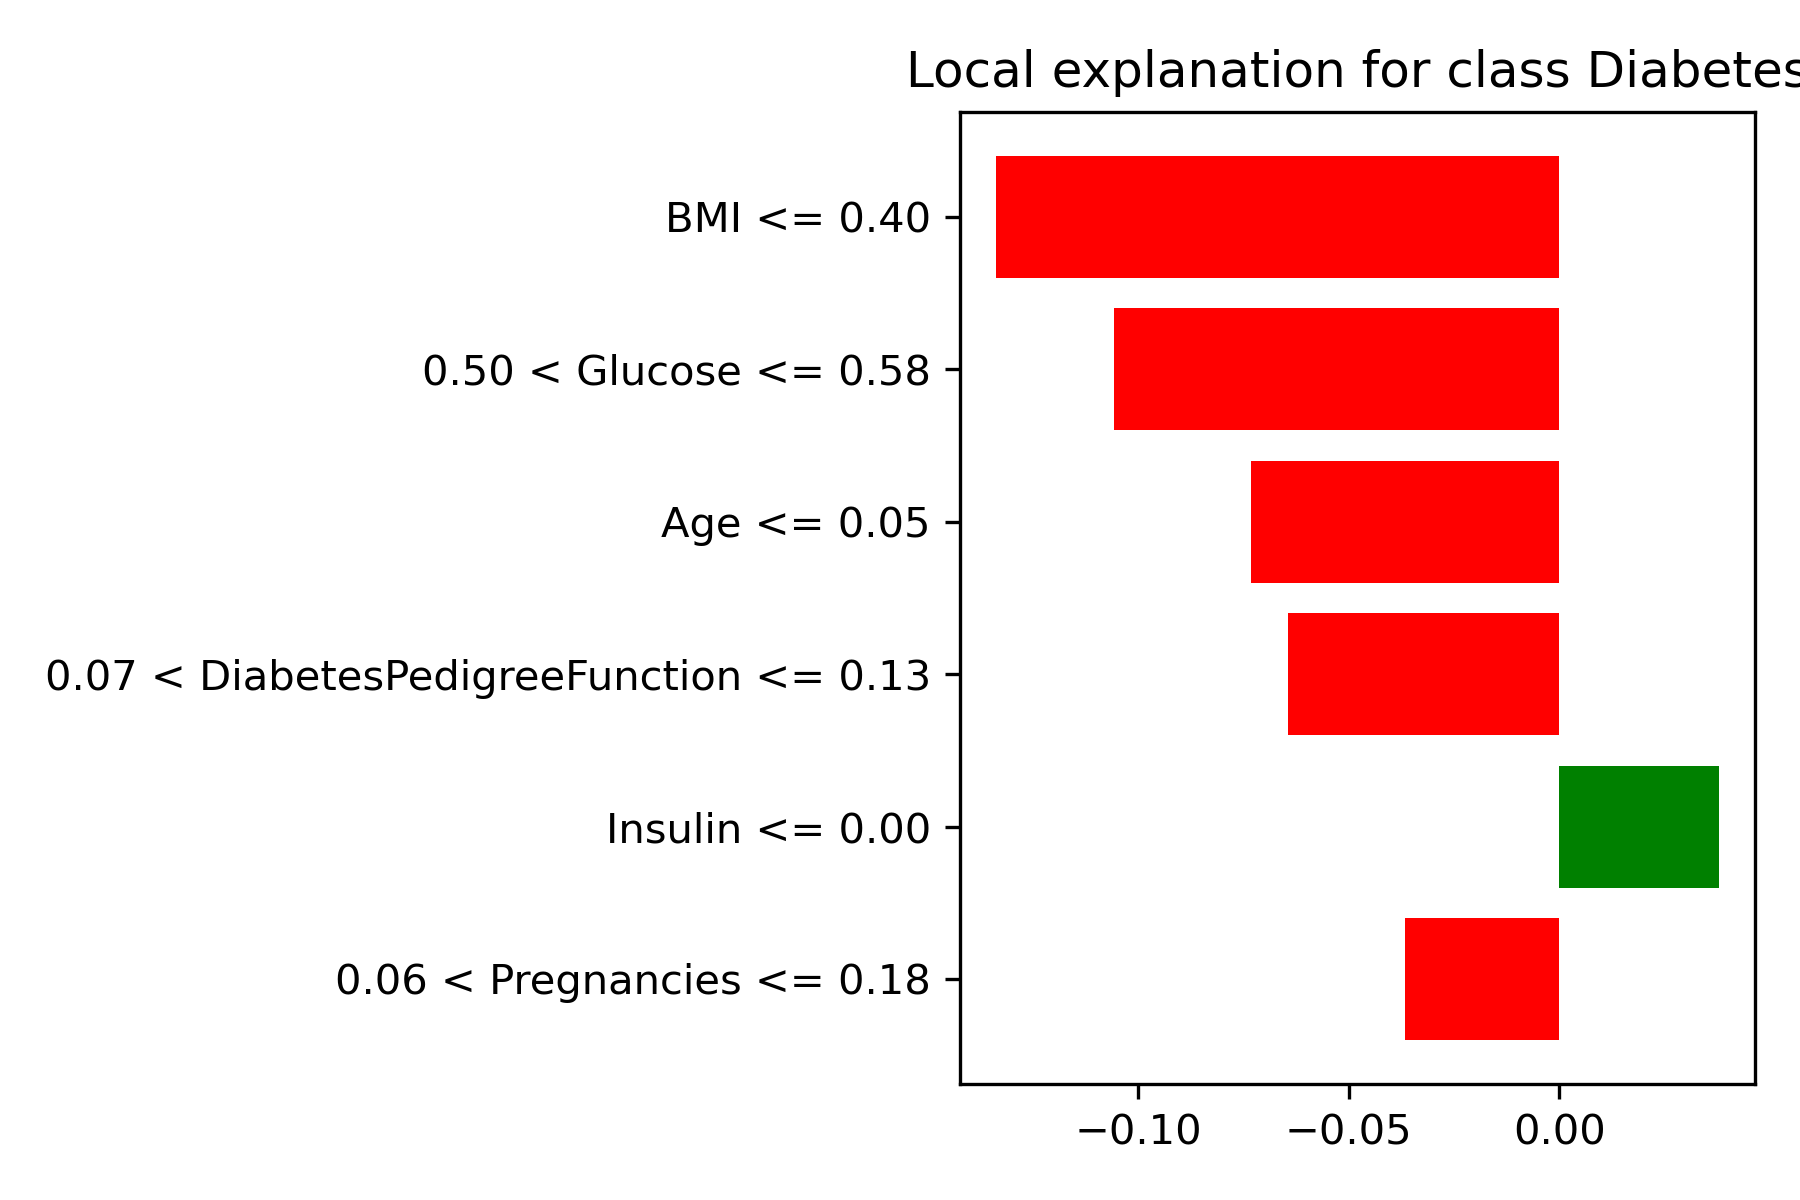 Local explanation for class Diabetes
BMI <= 0.40
0.50 < Glucose <= 0.58
Age <= 0.05
0.07 < DiabetesPedigreeFunction <= 0.13
Insulin <= 0.00
0.06 < Pregnancies <= 0.18
−0.10 −0.05 0.00